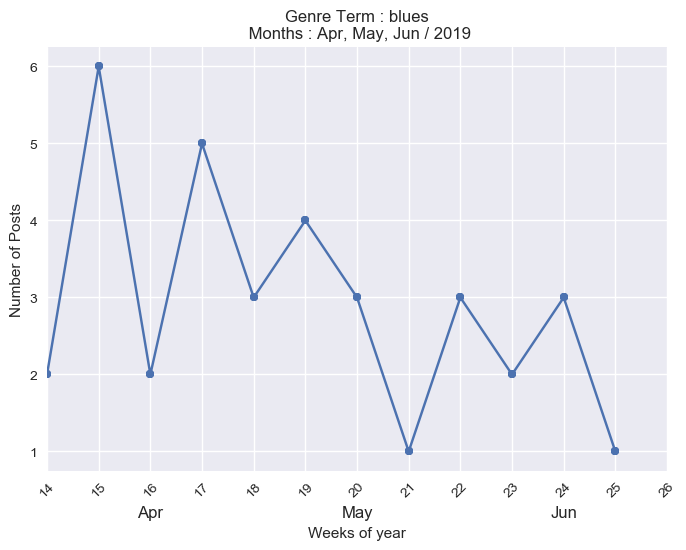 Genre Term : blues
Months : Apr, May, Jun / 2019
Number of Posts
6
5
4
3
2
1
14 15 16 17 18 19 20 21 22 23 24 25 26
Apr May Jun
Weeks of year